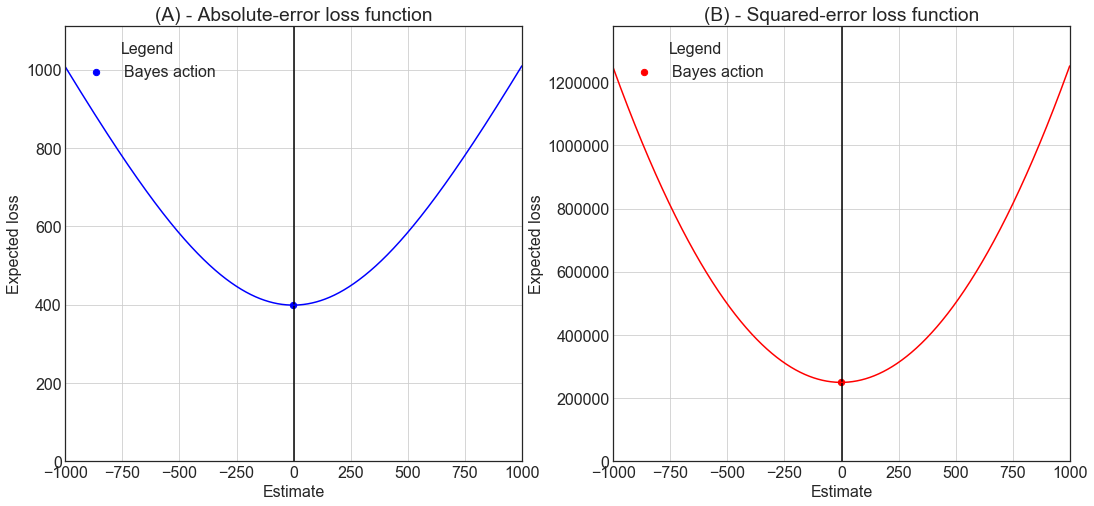 (A) - Absolute-error loss function
Legend
Bayes action
1000
800
600
400
200
0
Expected loss
−1000 −750 −500 −250 0 250 500 750 1000
Estimate
(B) - Squared-error loss function
Legend
Bayes action
1200000
1000000
800000
600000
400000
200000
0
Expected loss
−1000 −750 −500 −250 0 250 500 750 1000
Estimate